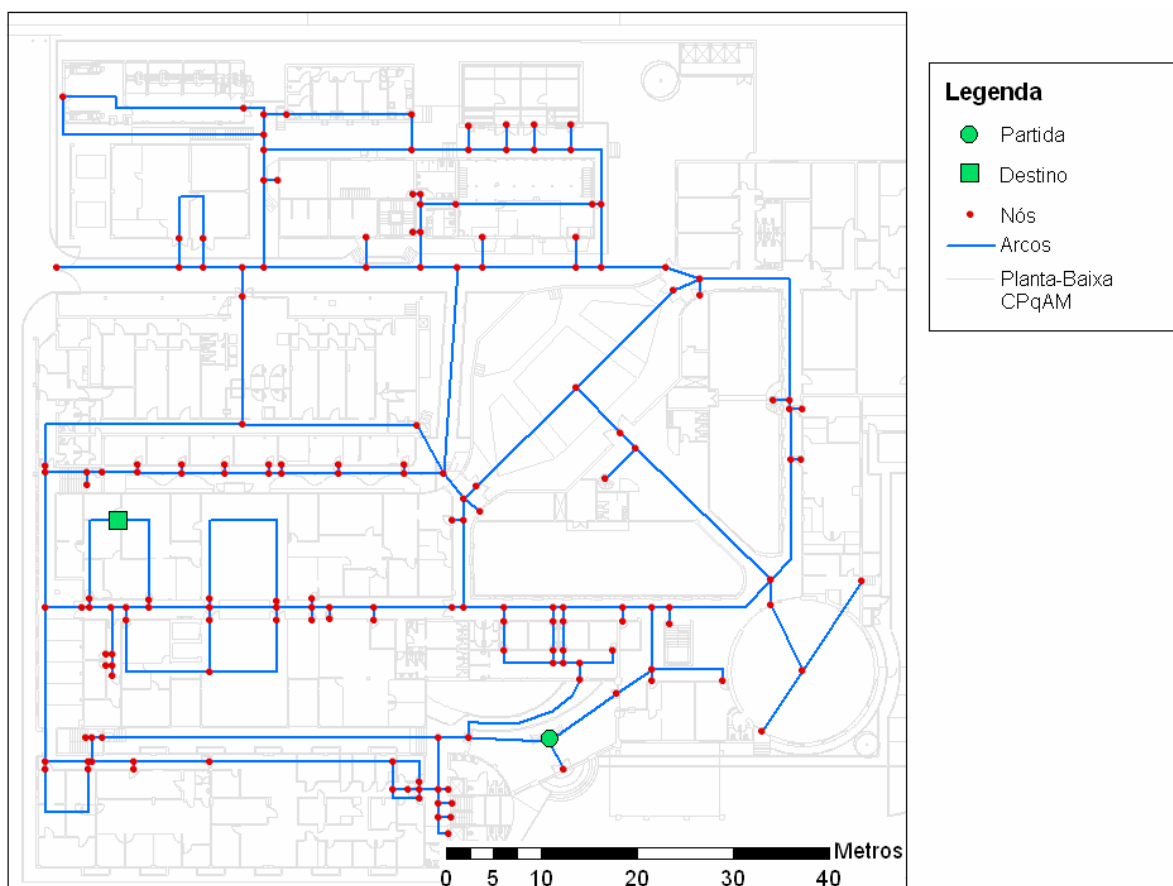 Legenda
Partida
Destino
Nós
Arcos
Planta-Baixa
CPqAM
Metros
0 5 10 20 30 40